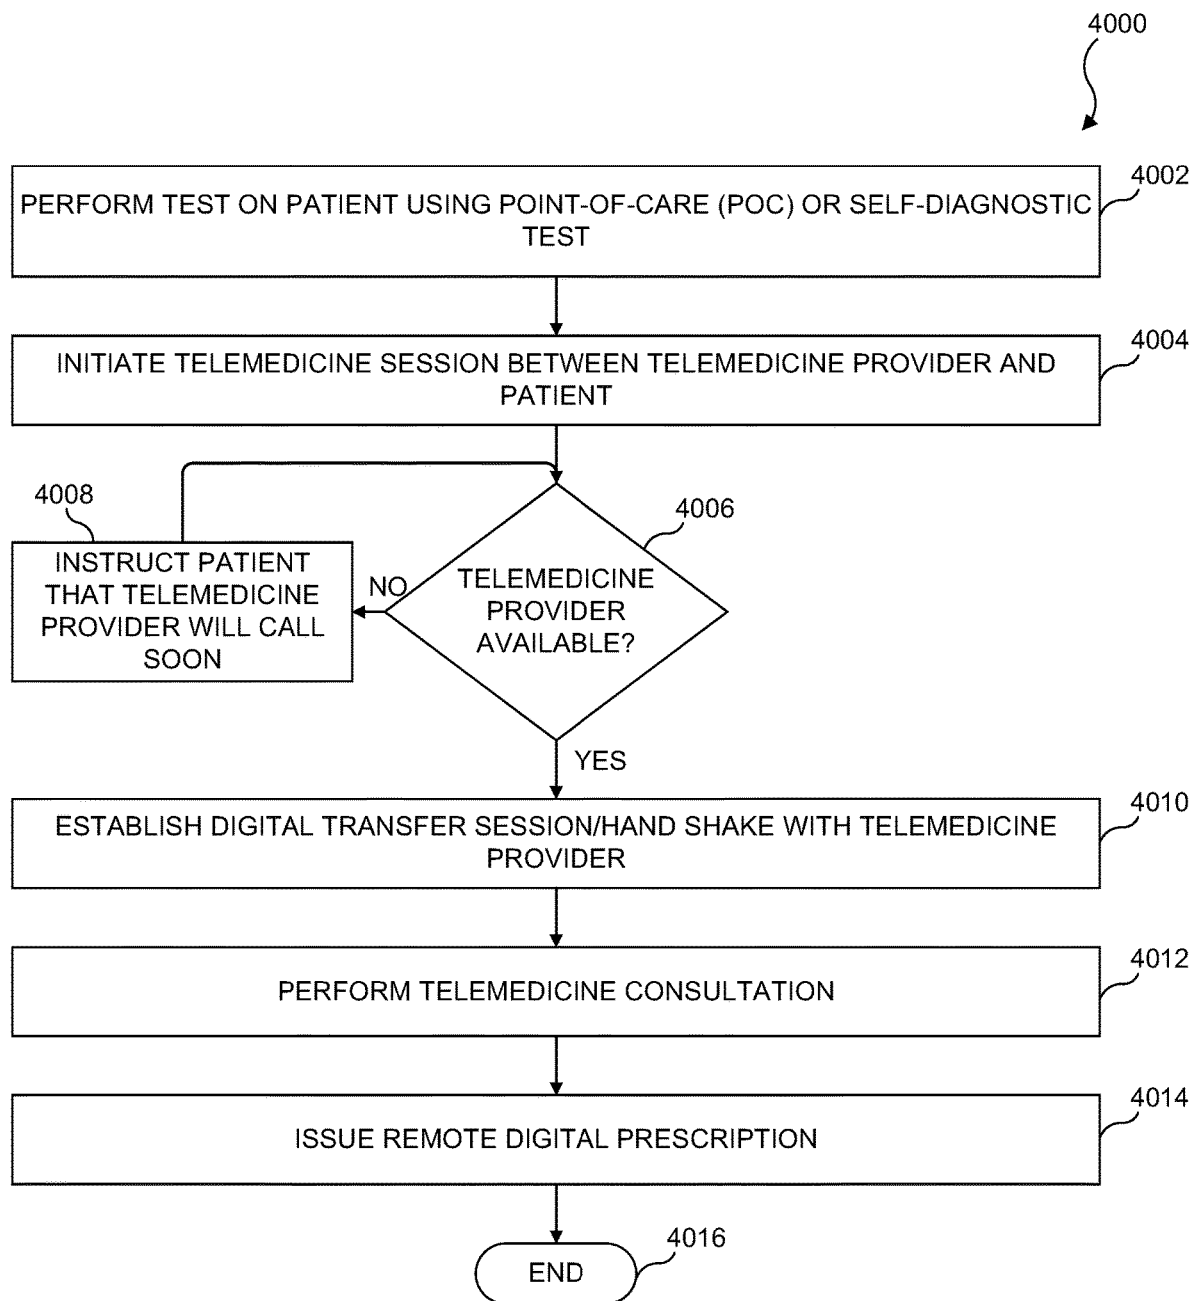 4000
4002
PERFORM TEST ON PATIENT USING POINT-OF-CARE (POC) OR SELF-DIAGNOSTIC
TEST
4004
INITIATE TELEMEDICINE SESSION BETWEEN TELEMEDICINE PROVIDER AND
PATIENT
4008
4006
INSTRUCT PATIENT
THAT TELEMEDICINE
PROVIDER WILL CALL
SOON
NO
TELEMEDICINE
PROVIDER
AVAILABLE?
YES
4010
ESTABLISH DIGITAL TRANSFER SESSION/HAND SHAKE WITH TELEMEDICINE
PROVIDER
4012
PERFORM TELEMEDICINE CONSULTATION
4014
ISSUE REMOTE DIGITAL PRESCRIPTION
4016
END